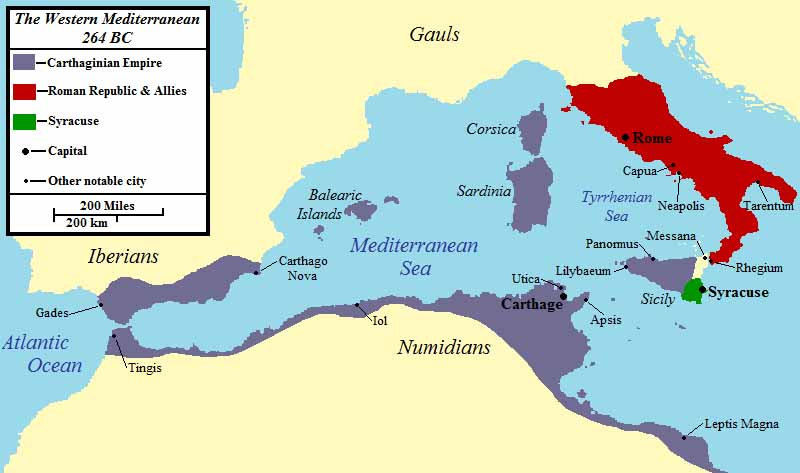 The Western Mediterranean
264 BC
Carthaginian Empire
Roman Republic & Allies
Syracuse
Capital
Other notable city
200 Miles
200 km
Gauls
Corsica
Rome
Capua
Sardinia
Balearic
Islands
Tyrrhenian
Sea
Neapolis
Tarentum
Iberians
Mediterranean
Sea
Carthago
Nova
Panormus
Messana
Utica
Lilybaeum
Rhegium
Gades
Carthage
Sicily
Syracuse
Apsis
Iol
Atlantic
Ocean
Tingis
Numidians
Leptis Magna